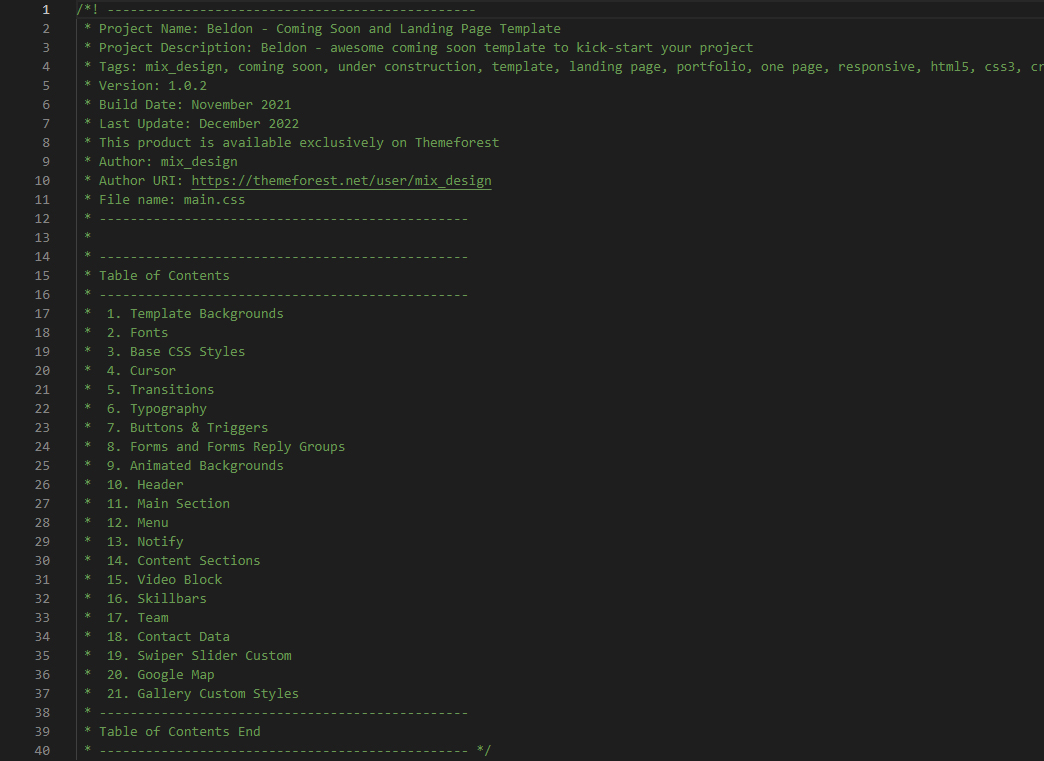 1 /*! ------------------------------------------------
2 * Project Name: Beldon - Coming Soon and Landing Page Template
3 * Project Description: Beldon - awesome coming soon template to kick-start your project
4 * Tags: mix_design, coming soon, under construction, template, landing page, portfolio, one page, responsive, html5, css3, cr
5 * Version: 1.0.2
6 * Build Date: November 2021
7 * Last Update: December 2022
8 * This product is available exclusively on Themeforest
9 * Author: mix_design
10 * Author URI: https://themeforest.net/user/mix_design
11 * File name: main.css
12 * ------------------------------------------------
13 *
14 * ------------------------------------------------
15 * Table of Contents
16 * ------------------------------------------------
17 *  1. Template Backgrounds
18 *  2. Fonts
19 *  3. Base CSS Styles
20 *  4. Cursor
21 *  5. Transitions
22 *  6. Typography
23 *  7. Buttons & Triggers
24 *  8. Forms and Forms Reply Groups
25 *  9. Animated Backgrounds
26 *  10. Header
27 *  11. Main Section
28 *  12. Menu
29 *  13. Notify
30 *  14. Content Sections
31 *  15. Video Block
32 *  16. Skillbars
33 *  17. Team
34 *  18. Contact Data
35 *  19. Swiper Slider Custom
36 *  20. Google Map
37 *  21. Gallery Custom Styles
38 * ------------------------------------------------
39 * Table of Contents End
40 * ------------------------------------------------ */